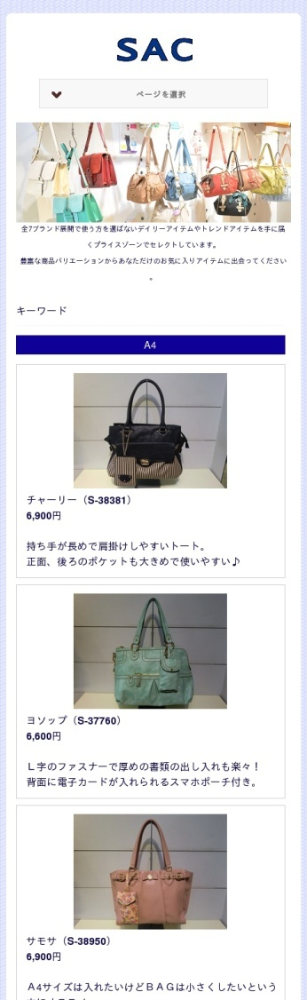 SAC
ページを選択
全7ブランド展開で使う方を選ばないデイリーアイテムやトレンドアイテムを手に届
くプライスゾーンでセレクトしています。
豊富な商品バリエーションからあなただけのお気に入りアイテムに出会ってください
。
キーワード
A4
チャーリー（S-38381）
6,900円
持ち手が長めで肩掛けしやすいトート。
正面、後ろのポケットも大きめで使いやすい♪
ヨソップ（S-37760）
6,600円
Ｌ字のファスナーで厚めの書類の出し入れも楽々！
背面に電子カードが入れられるスマホポーチ付き。
サモサ（S-38950）
6,900円
Ａ4サイズは入れたいけどＢＡＧは小さくしたいという